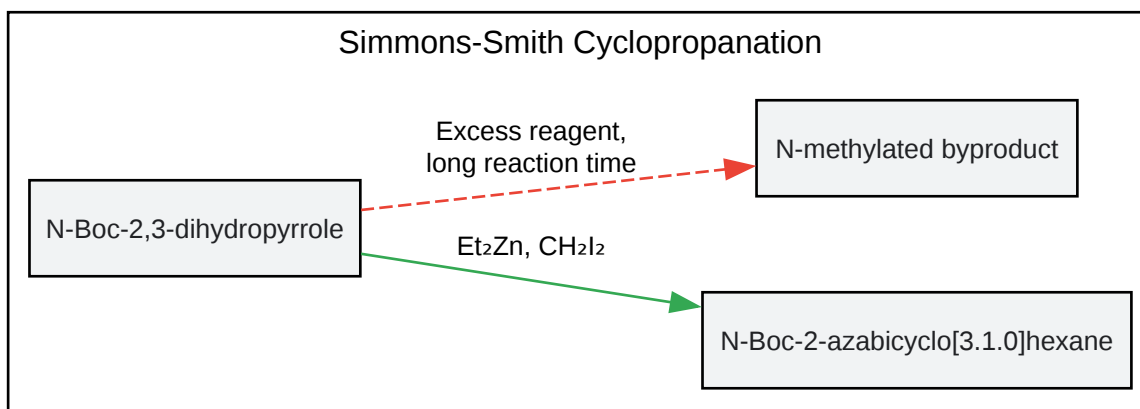 Simmons-Smith Cyclopropanation
Excess reagent,
long reaction time
N-methylated byproduct
N-Boc-2,3-dihydropyrrole
Et₂Zn, CH₂I₂
N-Boc-2-azabicyclo[3.1.0]hexane